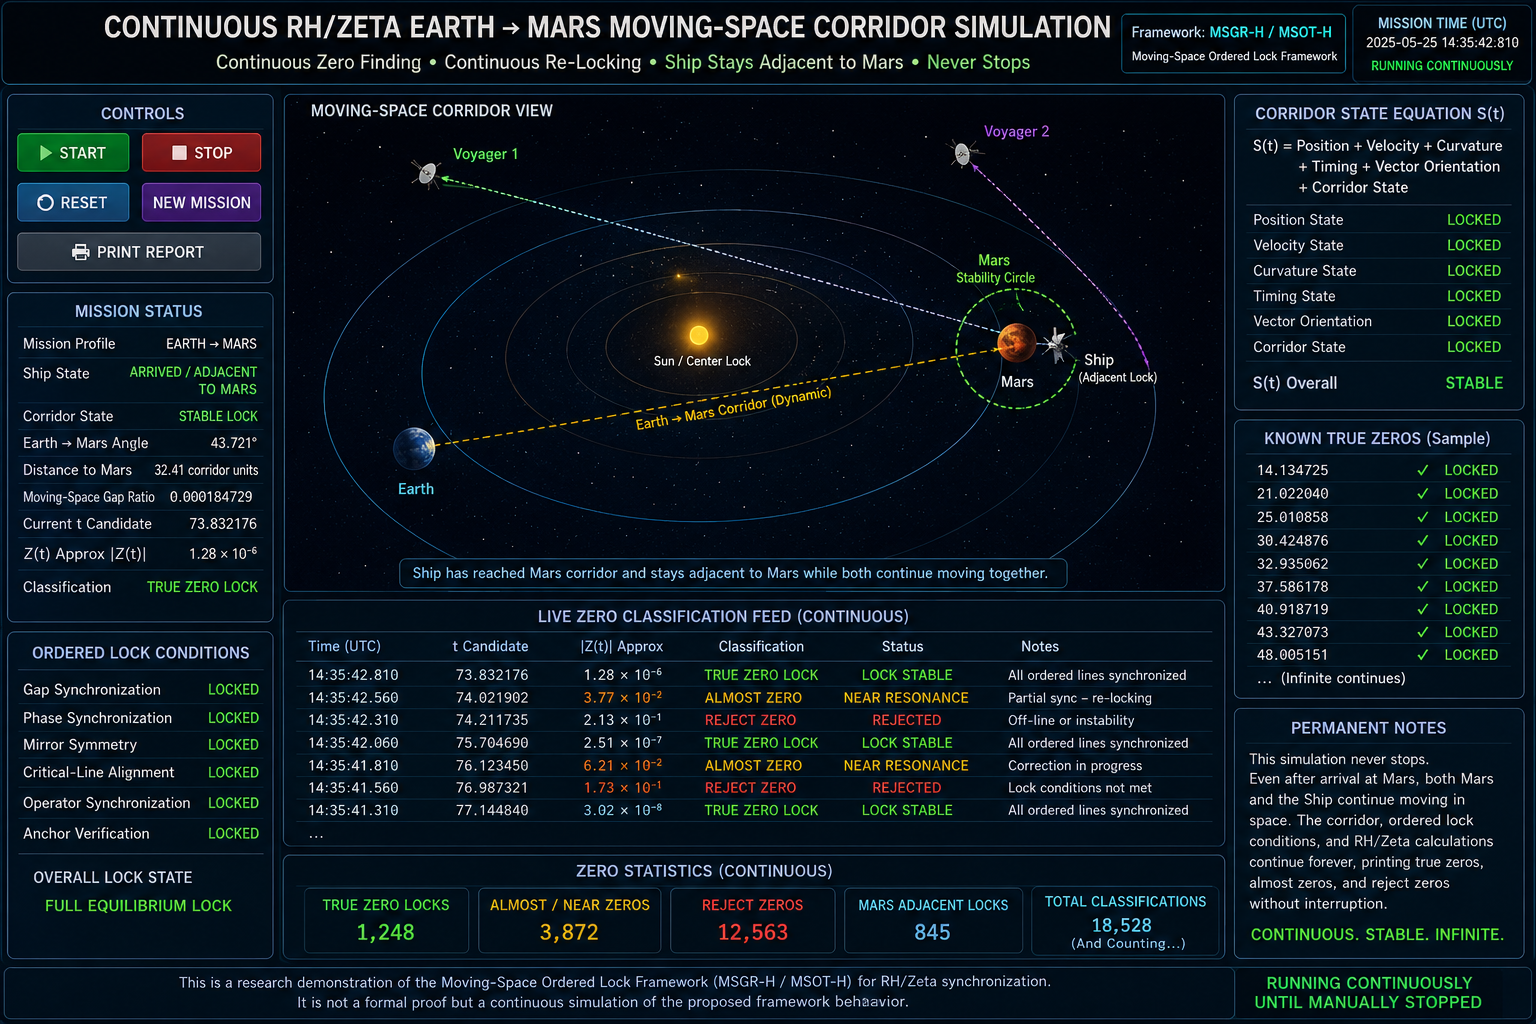 CONTINUOUS RH/ZETA EARTH → MARS MOVING-SPACE CORRIDOR SIMULATION
Continuous Zero Finding • Continuous Re-Locking • Ship Stays Adjacent to Mars • Never Stops
Framework: MSGR-H / MSOT-H
Moving-Space Ordered Lock Framework
MISSION TIME (UTC)
2025-05-25 14:35:42:810
RUNNING CONTINUOUSLY
CONTROLS
START
STOP
RESET
NEW MISSION
PRINT REPORT
MISSION STATUS
Mission Profile EARTH → MARS
Ship State ARRIVED / ADJACENT
TO MARS
Corridor State STABLE LOCK
Earth → Mars Angle 43.721°
Distance to Mars 32.41 corridor units
Moving-Space Gap Ratio 0.000184729
Current t Candidate 73.832176
Z(t) Approx |Z(t)| 1.28 × 10⁻⁶
Classification TRUE ZERO LOCK
ORDERED LOCK CONDITIONS
Gap Synchronization LOCKED
Phase Synchronization LOCKED
Mirror Symmetry LOCKED
Critical-Line Alignment LOCKED
Operator Synchronization LOCKED
Anchor Verification LOCKED
OVERALL LOCK STATE
FULL EQUILIBRIUM LOCK
MOVING-SPACE CORRIDOR VIEW
Voyager 1
Voyager 2
Mars
Stability Circle
Sun / Center Lock
Ship
(Adjacent Lock)
Mars
Earth → Mars Corridor (Dynamic)
Earth
Ship has reached Mars corridor and stays adjacent to Mars while both continue moving together.
LIVE ZERO CLASSIFICATION FEED (CONTINUOUS)
Time (UTC) t Candidate |Z(t)| Approx Classification Status Notes
14:35:42.810 73.832176 1.28 × 10⁻⁶ TRUE ZERO LOCK LOCK STABLE All ordered lines synchronized
14:35:42.560 74.021902 3.77 × 10⁻² ALMOST ZERO NEAR RESONANCE Partial sync – re-locking
14:35:42.310 74.211735 2.13 × 10⁻¹ REJECT ZERO REJECTED Off-line or instability
14:35:42.060 75.704690 2.51 × 10⁻⁷ TRUE ZERO LOCK LOCK STABLE All ordered lines synchronized
14:35:41.810 76.123450 6.21 × 10⁻² ALMOST ZERO NEAR RESONANCE Correction in progress
14:35:41.560 76.987321 1.73 × 10⁻¹ REJECT ZERO REJECTED Lock conditions not met
14:35:41.310 77.144840 3.02 × 10⁻⁸ TRUE ZERO LOCK LOCK STABLE All ordered lines synchronized
...
ZERO STATISTICS (CONTINUOUS)
TRUE ZERO LOCKS
1,248
ALMOST / NEAR ZEROS
3,872
REJECT ZEROS
12,563
MARS ADJACENT LOCKS
845
TOTAL CLASSIFICATIONS
18,528
(And Counting...)
CORRIDOR STATE EQUATION S(t)
S(t) = Position + Velocity + Curvature
+ Timing + Vector Orientation
+ Corridor State
Position State LOCKED
Velocity State LOCKED
Curvature State LOCKED
Timing State LOCKED
Vector Orientation LOCKED
Corridor State LOCKED
S(t) Overall STABLE
KNOWN TRUE ZEROS (Sample)
14.134725 ✓ LOCKED
21.022040 ✓ LOCKED
25.010858 ✓ LOCKED
30.424876 ✓ LOCKED
32.935062 ✓ LOCKED
37.586178 ✓ LOCKED
40.918719 ✓ LOCKED
43.327073 ✓ LOCKED
48.005151 ✓ LOCKED
... (Infinite continues)
PERMANENT NOTES
This simulation never stops.
Even after arrival at Mars, both Mars
and the Ship continue moving in
space. The corridor, ordered lock
conditions, and RH/Zeta calculations
continue forever, printing true zeros,
almost zeros, and reject zeros
without interruption.
CONTINUOUS. STABLE. INFINITE.
This is a research demonstration of the Moving-Space Ordered Lock Framework (MSGR-H / MSOT-H) for RH/Zeta synchronization.
It is not a formal proof but a continuous simulation of the proposed framework behavior.
RUNNING CONTINUOUSLY
UNTIL MANUALLY STOPPED